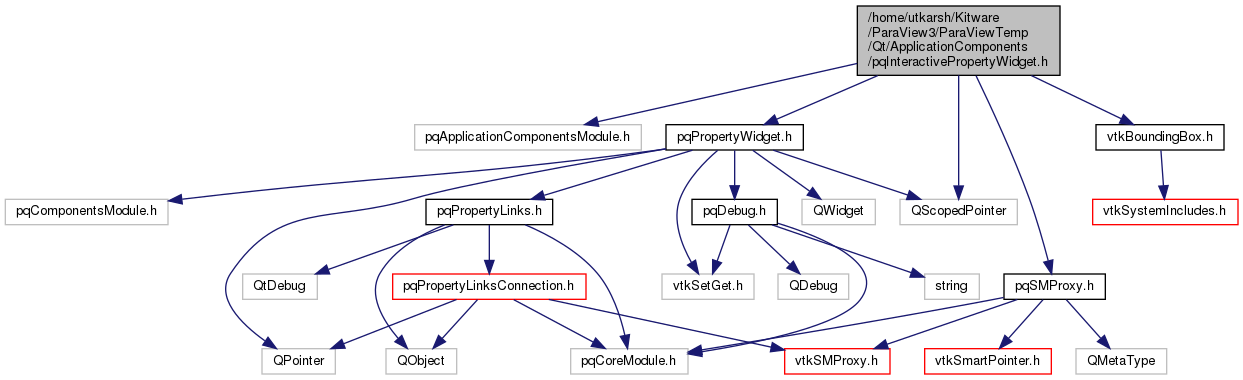 /home/utkarsh/Kitware
/ParaView3/ParaViewTemp
/Qt/ApplicationComponents
/pqInteractivePropertyWidget.h
pqApplicationComponentsModule.h
pqPropertyWidget.h
vtkBoundingBox.h
pqComponentsModule.h
pqPropertyLinks.h
pqDebug.h
QWidget
QScopedPointer
vtkSystemIncludes.h
QtDebug
pqPropertyLinksConnection.h
vtkSetGet.h
QDebug
string
pqSMProxy.h
QPointer
QObject
pqCoreModule.h
vtkSMProxy.h
vtkSmartPointer.h
QMetaType